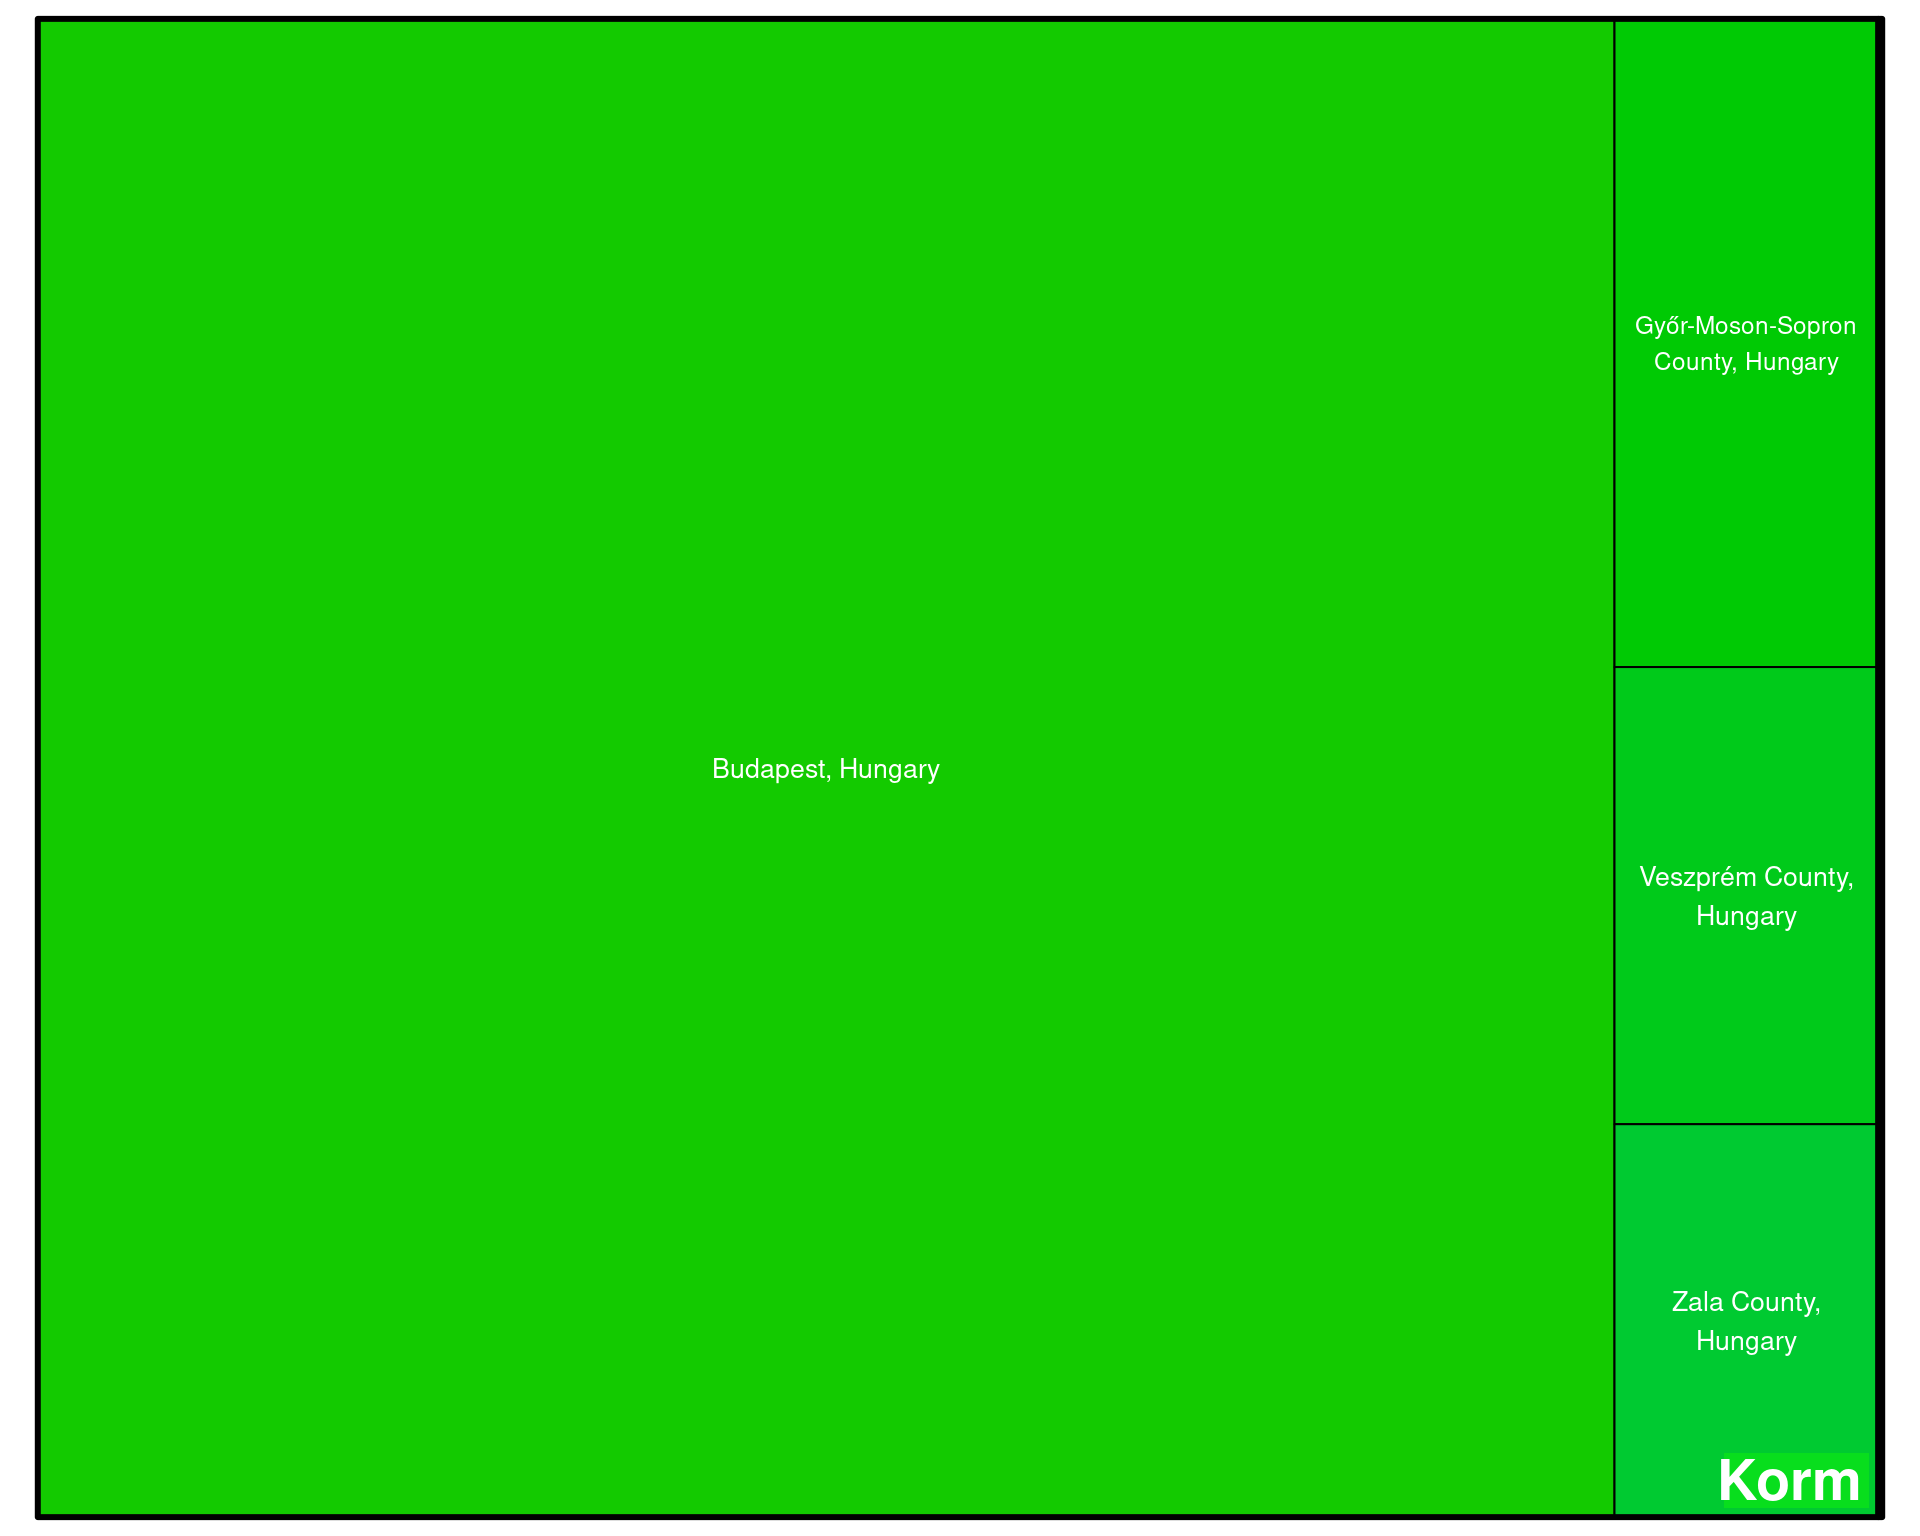 Győr-Moson-Sopron
County, Hungary
Budapest, Hungary
Veszprém County,
Hungary
Zala County,
Hungary
Korm